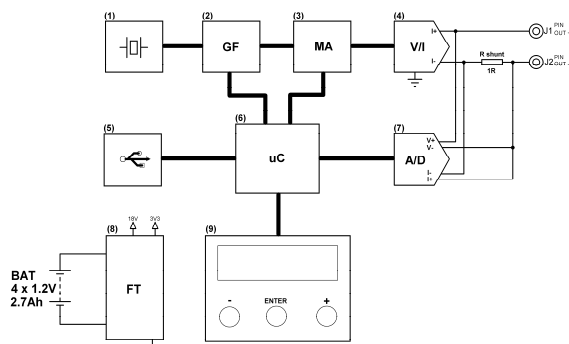 (1)
(2)
GF
(3)
MA
(4)
V/I
I+
I-
J1 PIN OUT -
R shunt
1R
J2 PIN OUT -
(5)
(6)
uC
(7)
A/D
V+
V-
I-
I+
(8)
18V
3V3
FT
BAT
4 x 1.2V
2.7Ah
(9)
-
ENTER
+